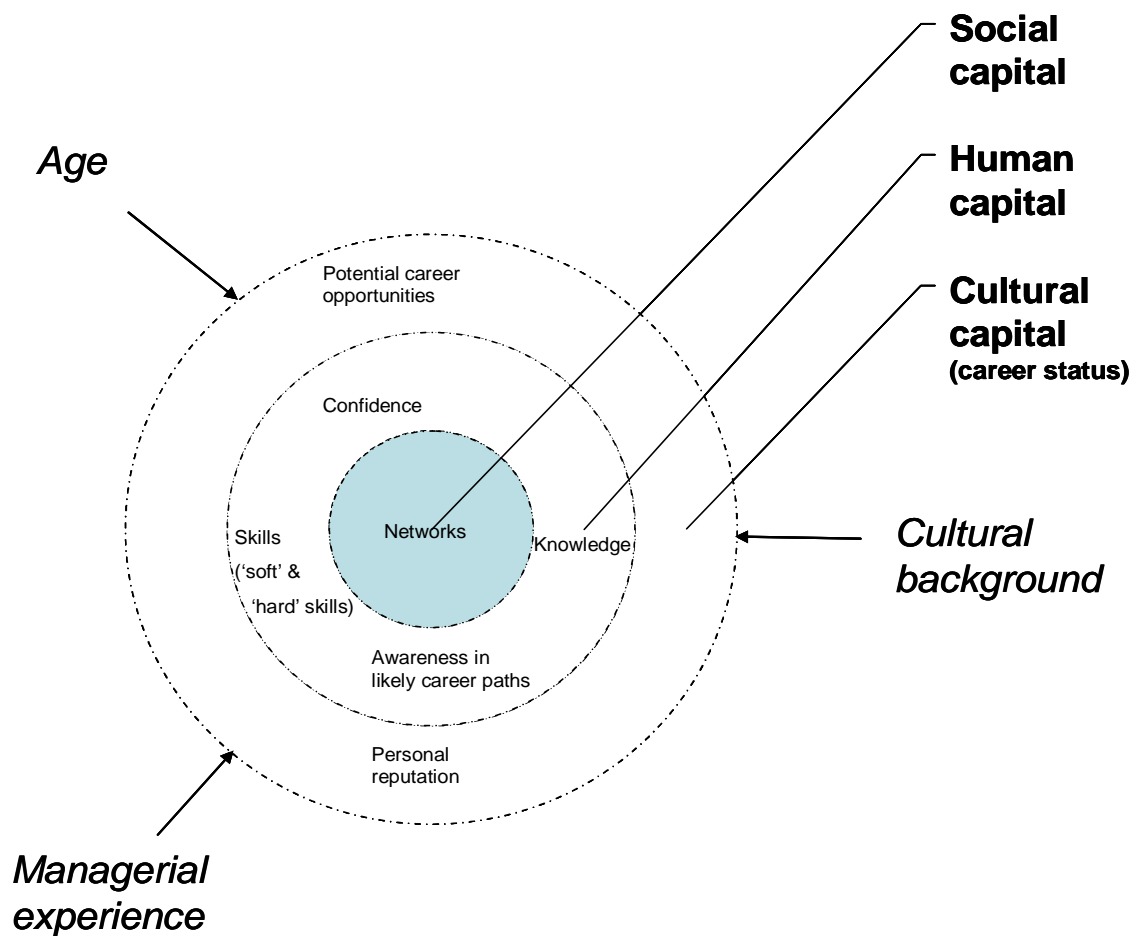 Social
capital
Human
capital
Cultural
capital
(career status)
Age
Potential career
opportunities
Confidence
Networks
Skills
('soft' &
'hard' skills)
Knowledge
Awareness in
likely career paths
Personal
reputation
Cultural
background
Managerial
experience